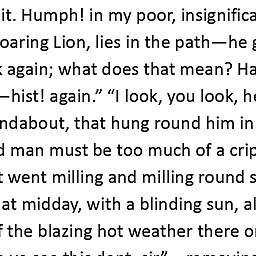 it. Humph! in my poor, insignifica
oaring Lion, lies in the path—he g
again; what does that mean? Ha
—hist! again.” “I look, you look, he
ndabout, that hung round him in
d man must be too much of a crip
t went milling and milling round s
at midday, with a blinding sun, al
f the blazing hot weather there or